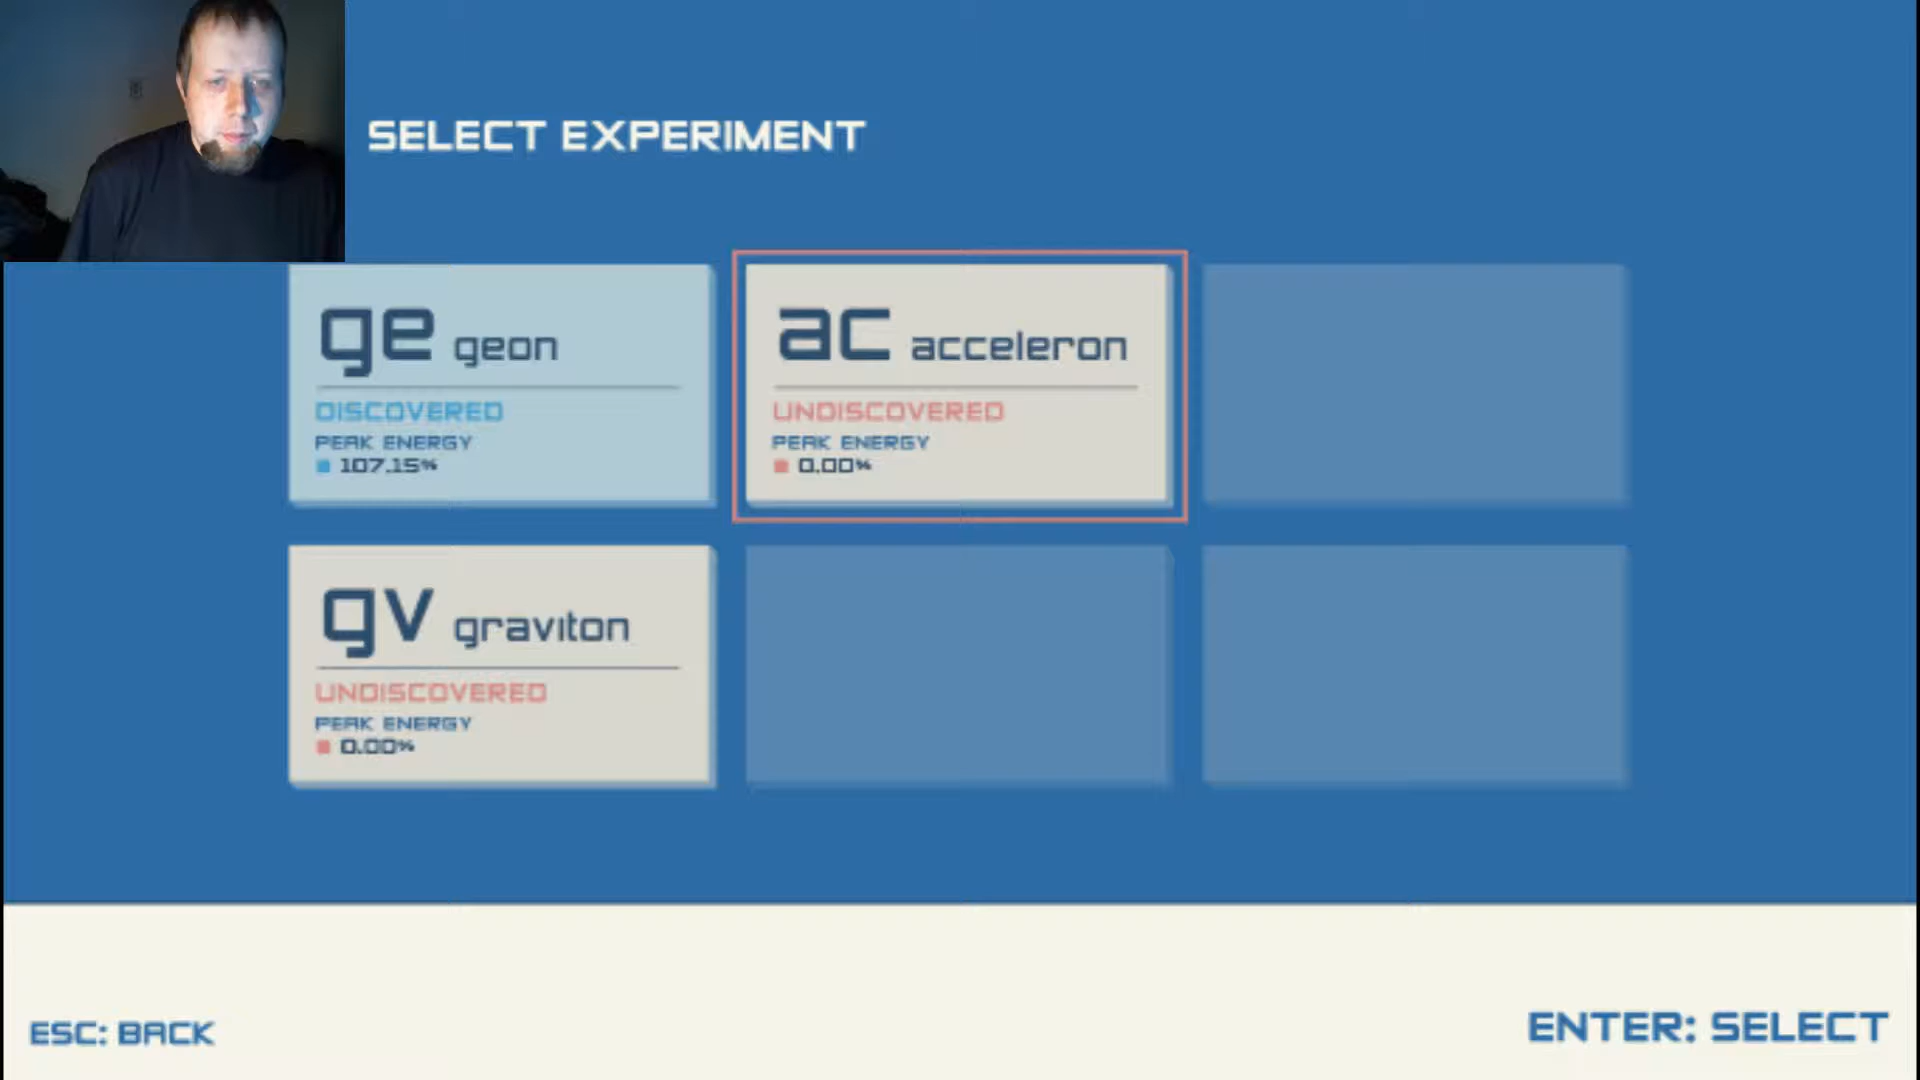 SELECT EXPERIMENT
ge geon
DISCOVERED
PEAK ENERGY
107.15%
ac acceleron
UNDISCOVERED
PEAK ENERGY
0.00%
gv graviton
UNDISCOVERED
PEAK ENERGY
0.00%
ESC: BACK
ENTER: SELECT